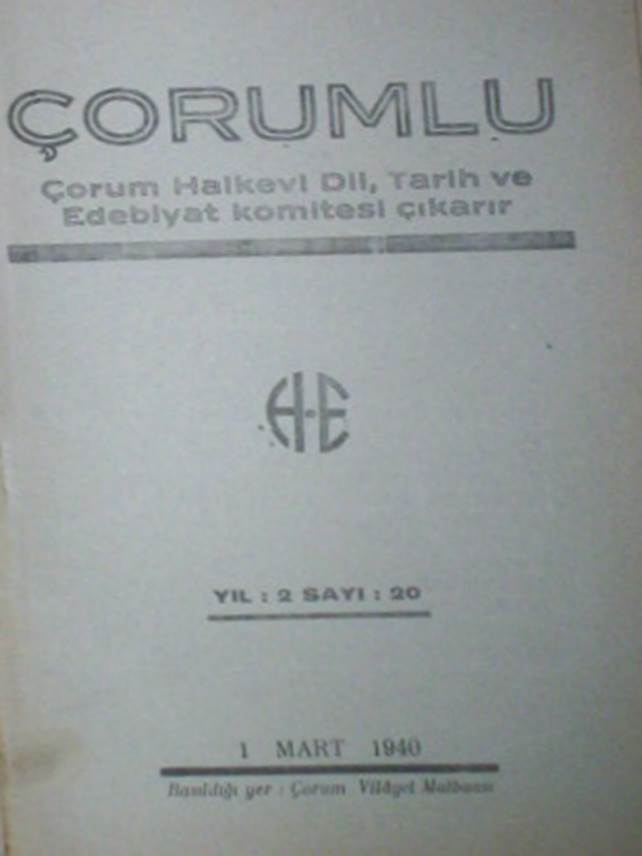 ÇORUMLU
Çorum Halkevi Dil, Tarih ve
Edebiyat komitesi çıkarır
H-E
YIL : 2 SAYI : 20
1 MART 1940
Basıldığı yer : Çorum Vilâyet Matbaası